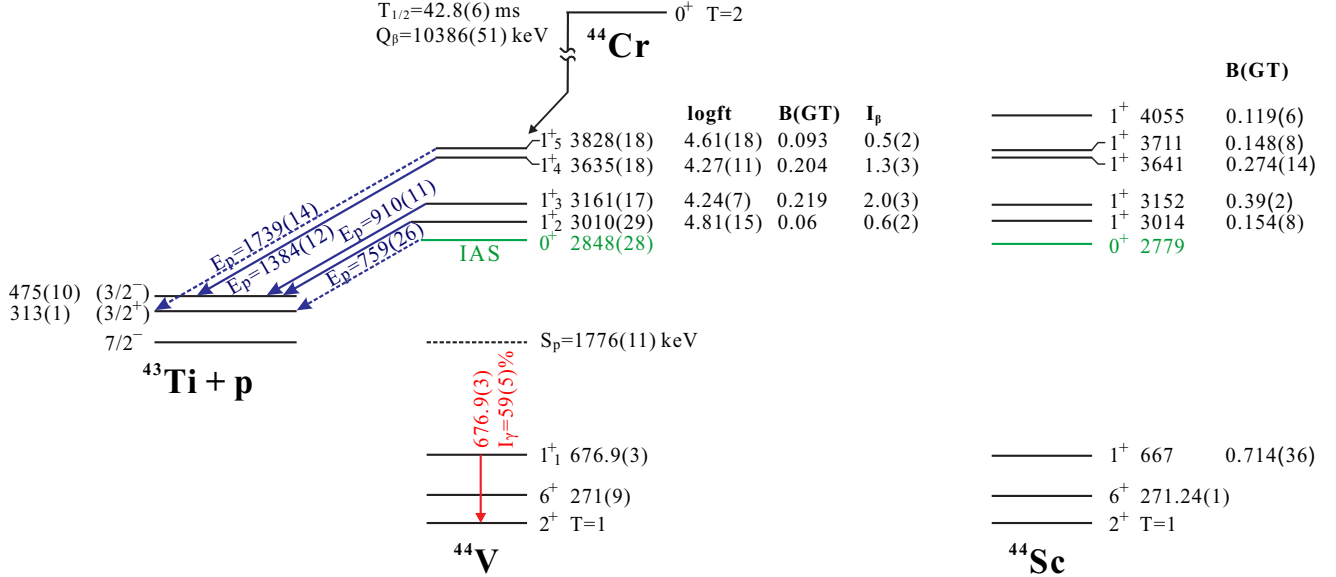 T1/2=42.8(6) ms
Qβ=10386(51) keV
44Cr
0+ T=2
B(GT)
logft B(GT) Iβ
1+5 3828(18) 4.61(18) 0.093 0.5(2)
1+4 3635(18) 4.27(11) 0.204 1.3(3)
1+3 3161(17) 4.24(7) 0.219 2.0(3)
1+2 3010(29) 4.81(15) 0.06 0.6(2)
IAS 0+ 2848(28)
1+ 4055 0.119(6)
1+ 3711 0.148(8)
1+ 3641 0.274(14)
1+ 3152 0.39(2)
1+ 3014 0.154(8)
0+ 2779
Ep=1739(14)
Ep=1384(12)
Ep=910(11)
Ep=759(26)
475(10) (3/2−)
313(1) (3/2+)
7/2−
43Ti + p
Sp=1776(11) keV
676.9(3)
Iγ=59(5)%
1+1 676.9(3)
6+ 271(9)
2+ T=1
44V
1+ 667 0.714(36)
6+ 271.24(1)
2+ T=1
44Sc